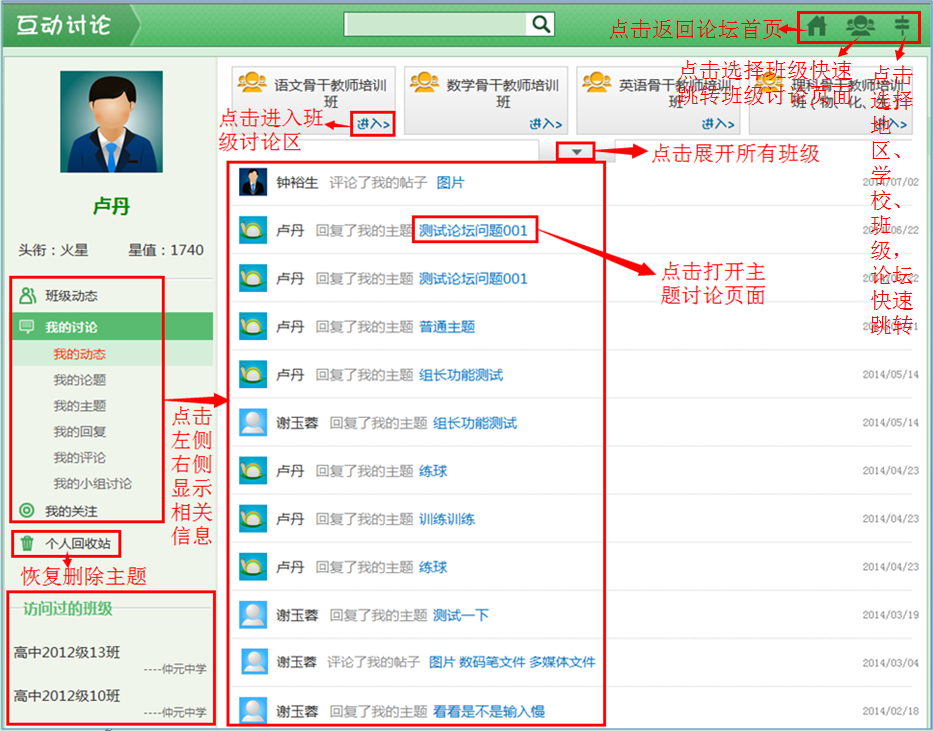 互动讨论
点击返回论坛首页
点击选择班级快速
跳转班级讨论页面
点击
选择
地
区、
学
校、
班
级，
论坛
快速
跳转
语文骨干教师培训
班
进入>
数学骨干教师培训
班
进入>
英语骨干教师培训
班
进入>
理科骨干教师培训
点击进入班
级讨论区
点击展开所有班级
卢丹
头衔：火星
星值：1740
班级动态
我的讨论
我的动态
我的论题
我的主题
我的回复
我的评论
我的小组讨论
我的关注
个人回收站
恢复删除主题
访问过的班级
高中2012级13班
----仲元中学
高中2012级10班
----仲元中学
点击
左侧
右侧
显示
相关
信息
钟裕生 评论了我的帖子 图片 2014/07/02
卢丹 回复了我的主题 测试论坛问题001
点击打开主
题讨论页面
卢丹 回复了我的主题 测试论坛问题001
卢丹 回复了我的主题 普通主题
卢丹 回复了我的主题 组长功能测试 2014/05/14
谢玉蓉 回复了我的主题 组长功能测试 2014/05/14
卢丹 回复了我的主题 练球 2014/04/23
卢丹 回复了我的主题 训练训练 2014/04/23
卢丹 回复了我的主题 练球 2014/04/23
谢玉蓉 回复了我的主题 测试一下 2014/03/19
谢玉蓉 评论了我的帖子 图片 数码笔文件 多媒体文件 2014/03/04
谢玉蓉 回复了我的主题 看看是不是输入慢 2014/02/18